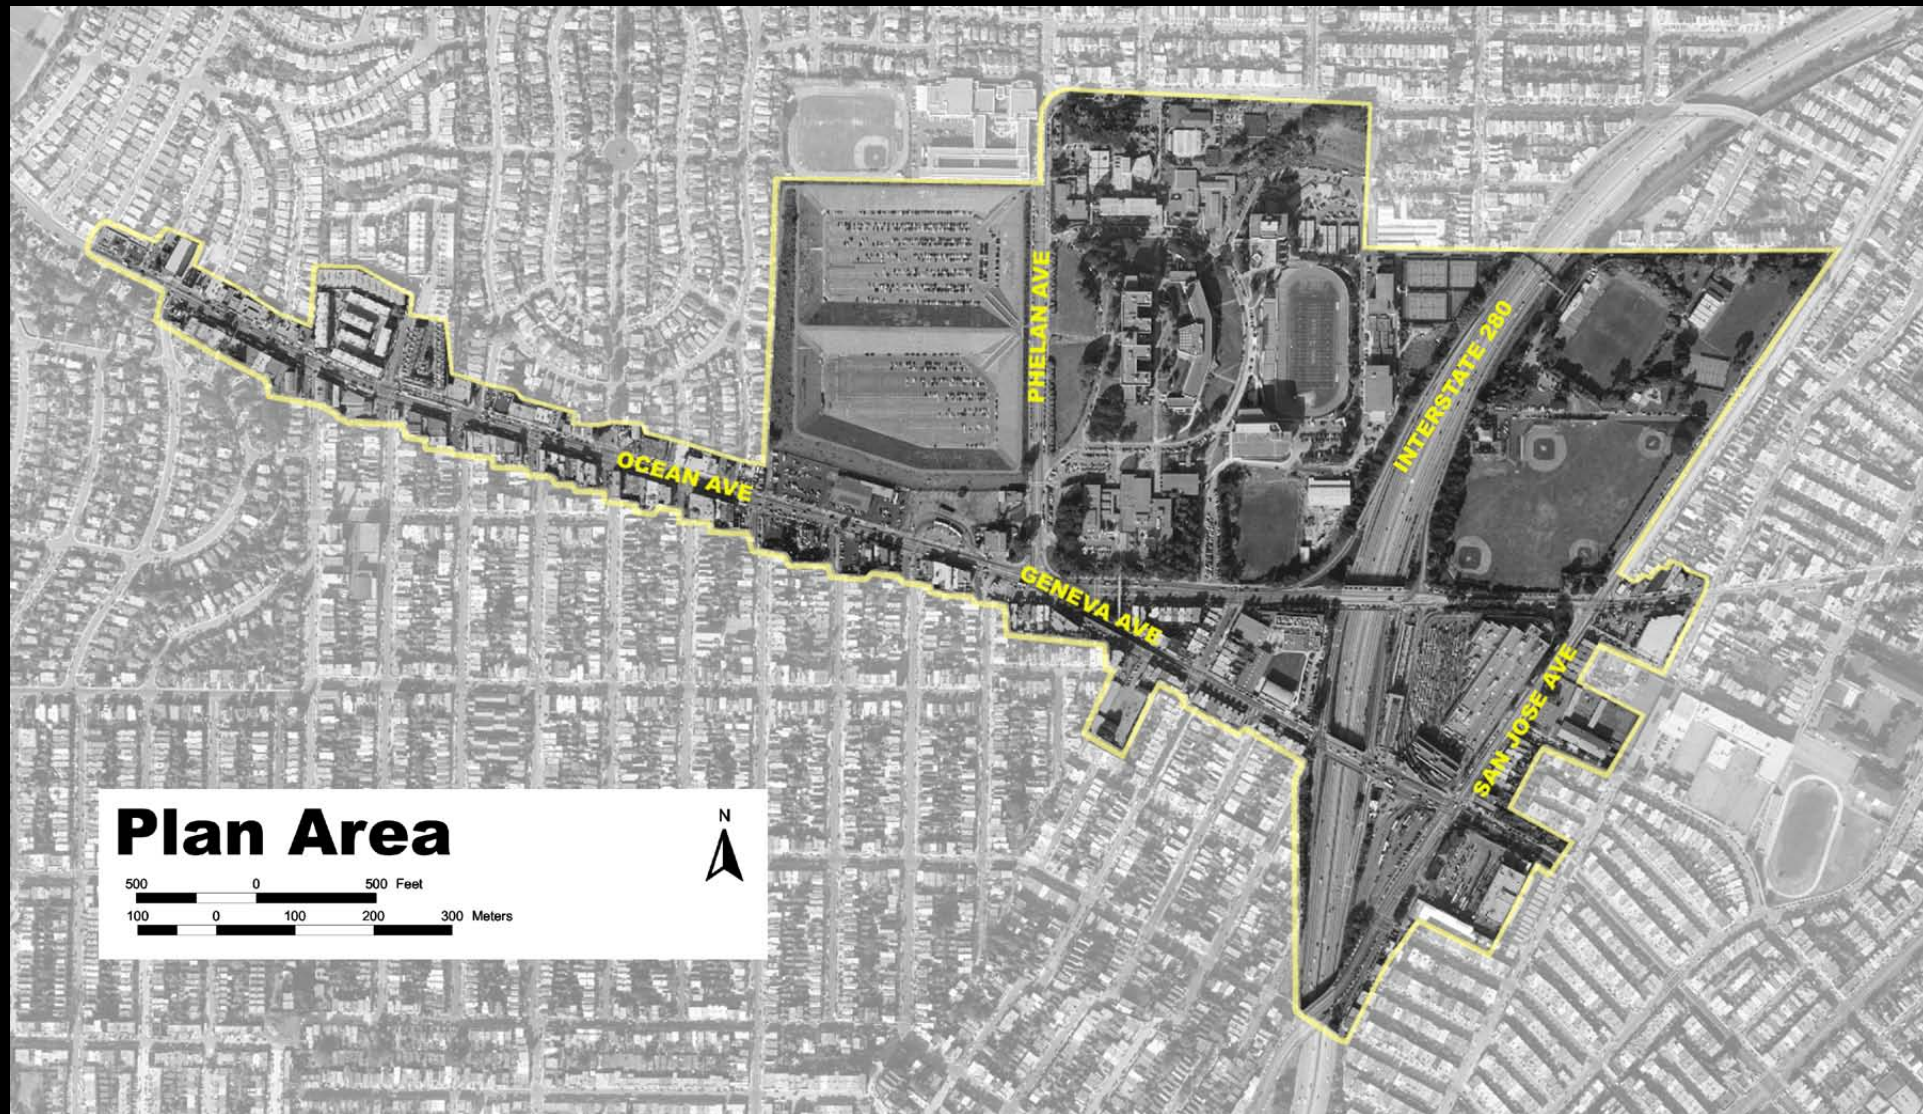 PHELAN AVE
INTERSTATE 280
OCEAN AVE
GENEVA AVE
SAN JOSE AVE
Plan Area
N
500 0 500 Feet
100 0 100 200 300 Meters